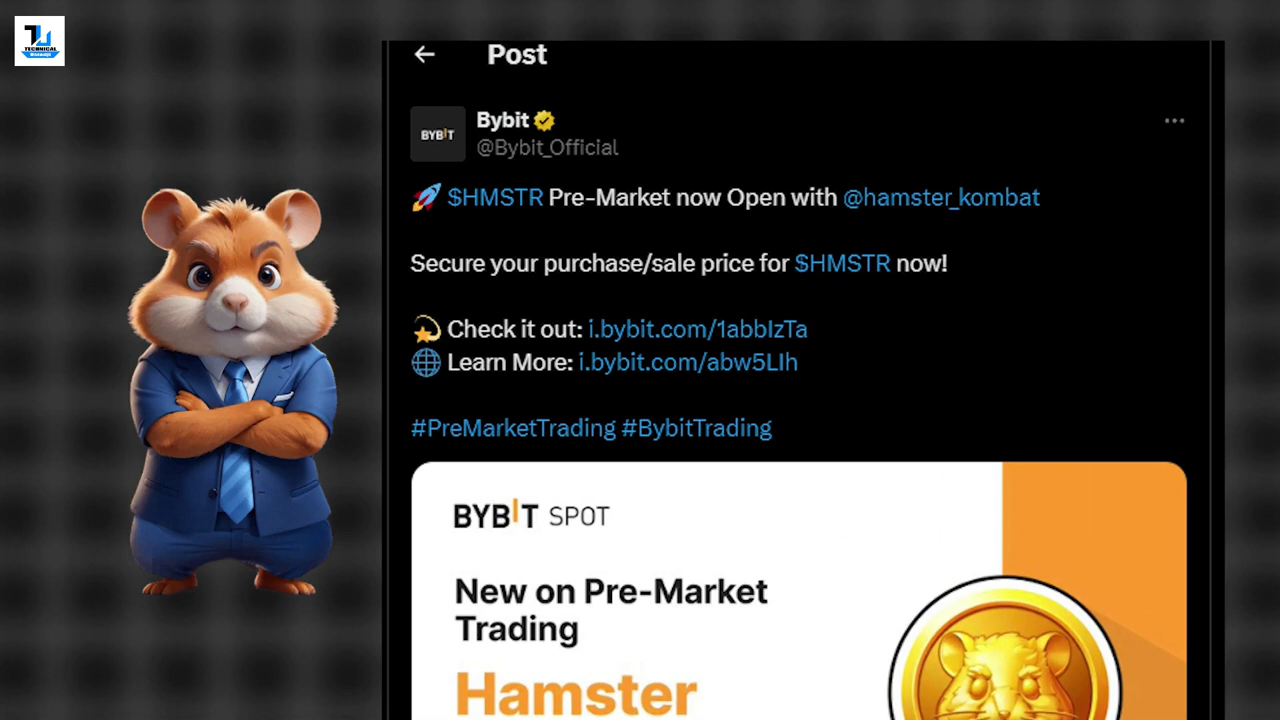 TECHNICAL
Post
BYBIT
Bybit
@Bybit_Official
🚀 $HMSTR Pre-Market now Open with @hamster_kombat
Secure your purchase/sale price for $HMSTR now!
💫 Check it out: i.bybit.com/1abbIzTa
🌐 Learn More: i.bybit.com/abw5LIh
#PreMarketTrading #BybitTrading
BYBIT SPOT
New on Pre-Market
Trading
Hamster